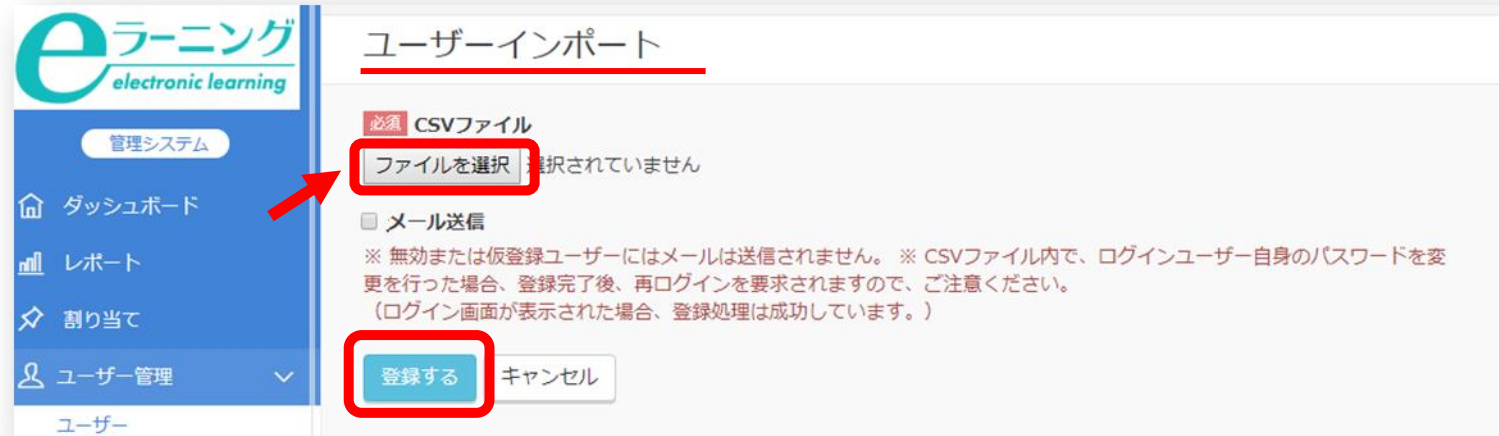 eラーニング
electronic learning
管理システム
ダッシュボード
レポート
割り当て
ユーザー管理
ユーザー
ユーザーインポート
必須 CSVファイル
ファイルを選択 選択されていません
メール送信
※ 無効または仮登録ユーザーにはメールは送信されません。 ※ CSVファイル内で、ログインユーザー自身のパスワードを変
更を行った場合、登録完了後、再ログインを要求されますので、ご注意ください。
（ログイン画面が表示された場合、登録処理は成功しています。）
登録する キャンセル